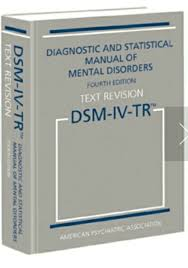 DIAGNOSTIC AND STATISTICAL
MANUAL OF
MENTAL DISORDERS
FOURTH EDITION
TEXT REVISION
DSM-IV-TR™
AMERICAN PSYCHIATRIC ASSOCIATION
DSM-IV-TR™
DIAGNOSTIC AND STATISTICAL
MANUAL OF MENTAL DISORDERS